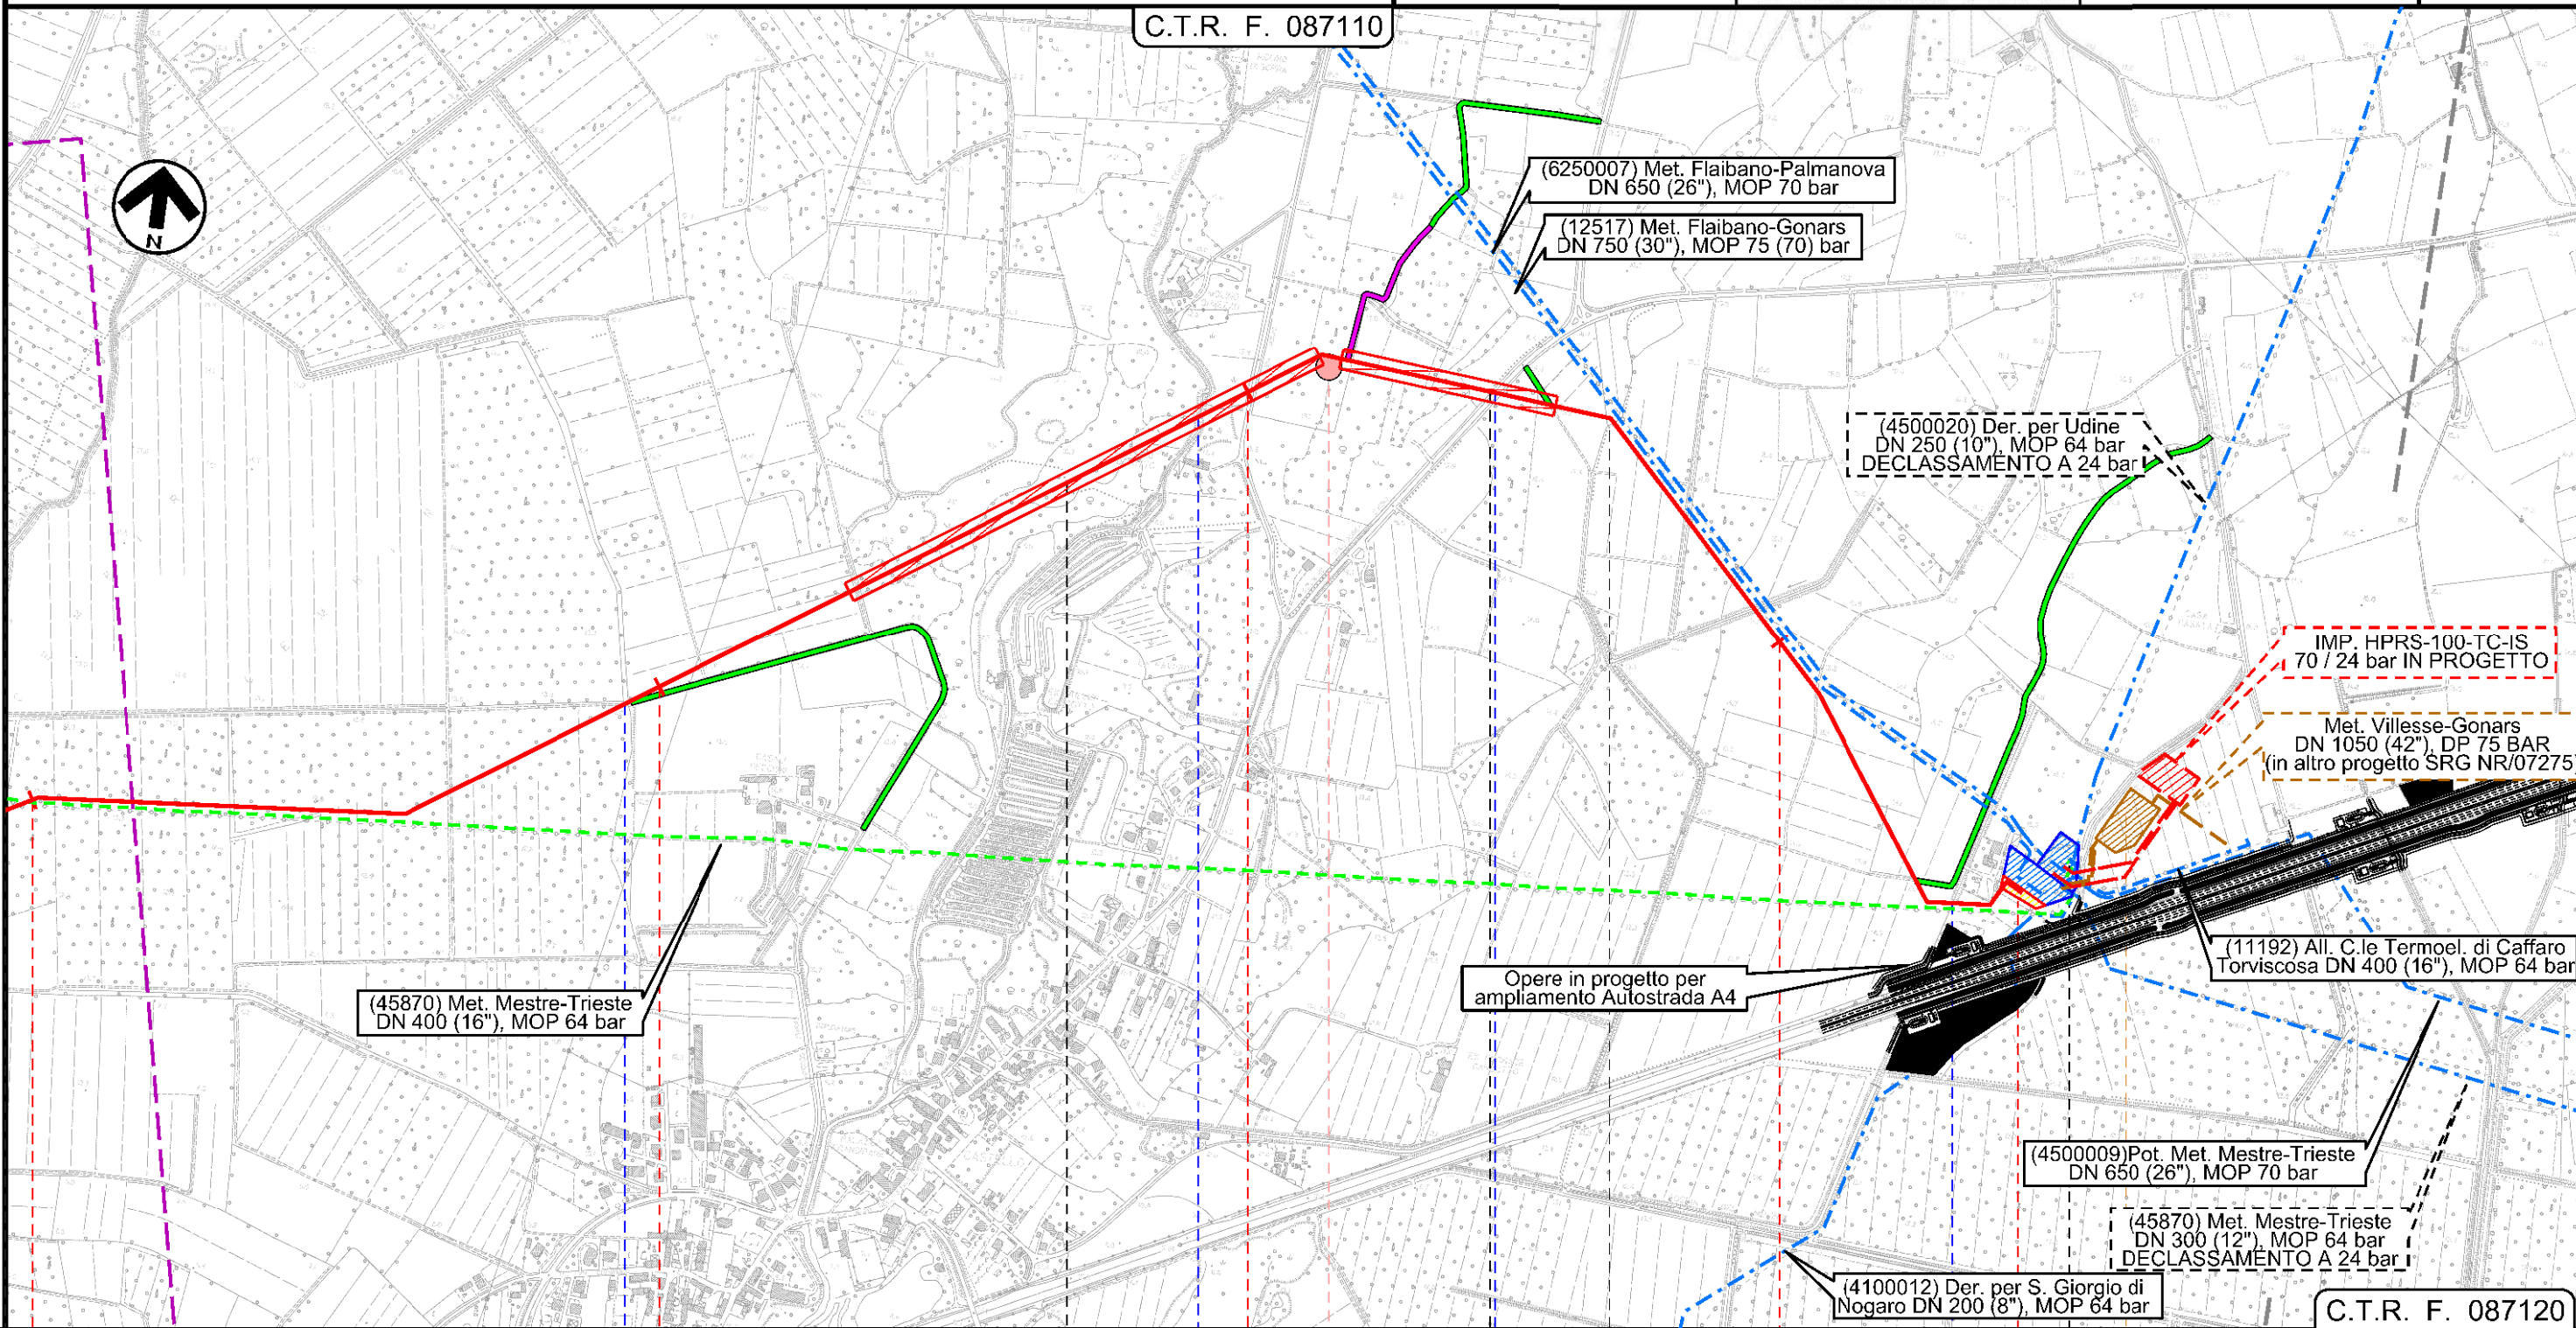 C.T.R. F. 087110
N
(6250007) Met. Flaibano-Palmanova
DN 650 (26"), MOP 70 bar
(12517) Met. Flaibano-Gonars
DN 750 (30"), MOP 75 (70) bar
(4500020) Der. per Udine
DN 250 (10"), MOP 64 bar
DECLASSAMENTO A 24 bar
IMP. HPRS-100-TC-IS
70 / 24 bar IN PROGETTO
Met. Villesse-Gonars
DN 1050 (42"), DP 75 BAR
(in altro progetto SRG NR/07275)
(11192) All. C.le Termoel. di Caffaro
Torviscosa DN 400 (16"), MOP 64 bar
Opere in progetto per
ampliamento Autostrada A4
(45870) Met. Mestre-Trieste
DN 400 (16"), MOP 64 bar
(4500009)Pot. Met. Mestre-Trieste
DN 650 (26"), MOP 70 bar
(45870) Met. Mestre-Trieste
DN 300 (12"), MOP 64 bar
DECLASSAMENTO A 24 bar
(4100012) Der. per S. Giorgio di
Nogaro DN 200 (8"), MOP 64 bar
C.T.R. F. 087120